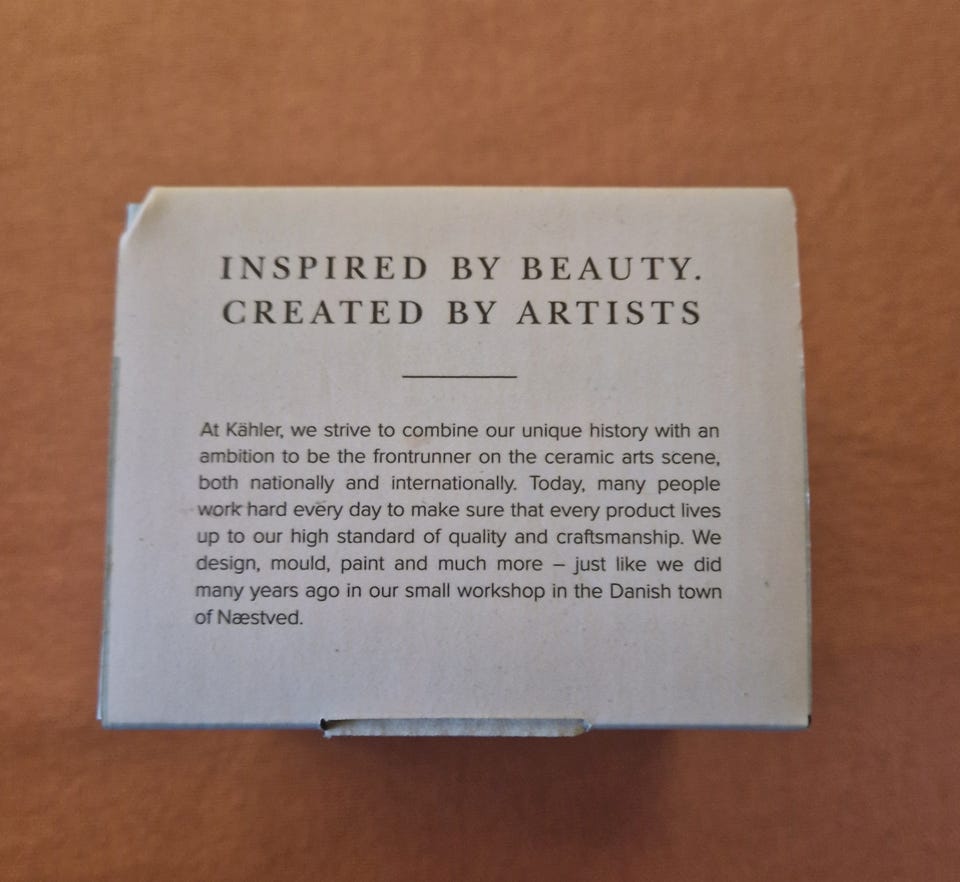 INSPIRED BY BEAUTY.
CREATED BY ARTISTS
At Kähler, we strive to combine our unique history with an
ambition to be the frontrunner on the ceramic arts scene,
both nationally and internationally. Today, many people
work hard every day to make sure that every product lives
up to our high standard of quality and craftsmanship. We
design, mould, paint and much more – just like we did
many years ago in our small workshop in the Danish town
of Næstved.